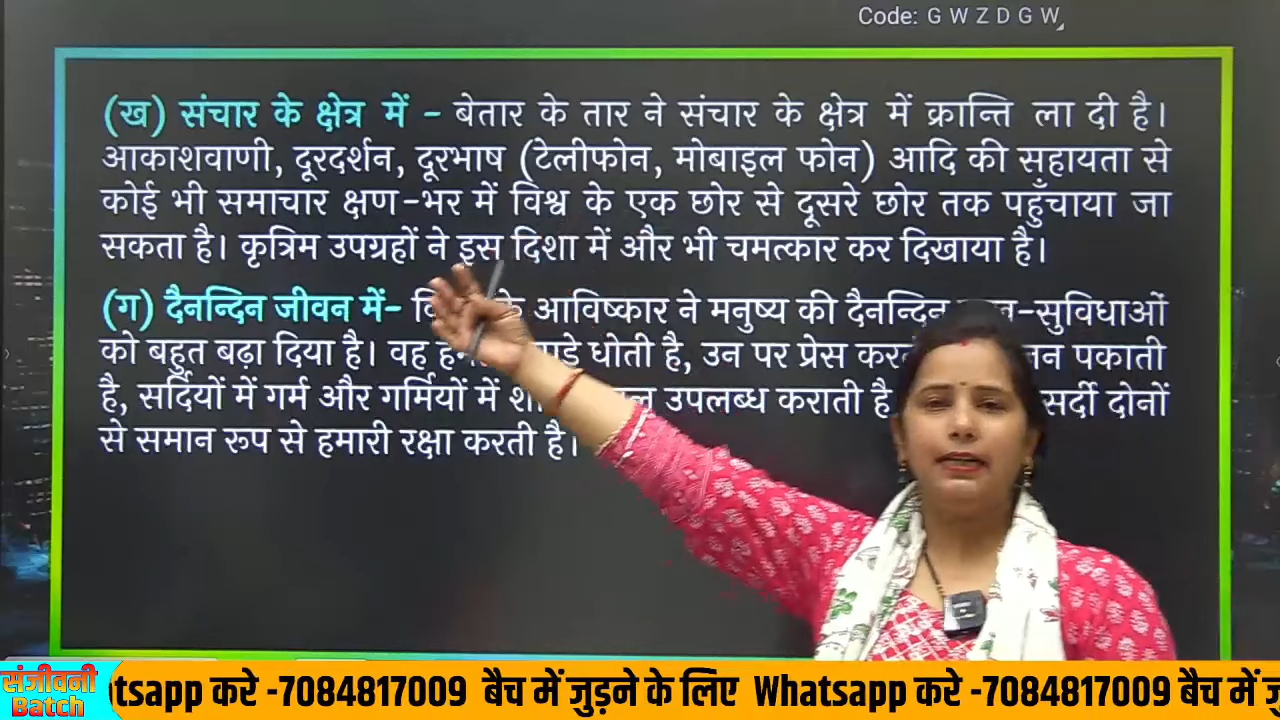 Code: G W Z D G W
(ख) संचार के क्षेत्र में - बेतार के तार ने संचार के क्षेत्र में क्रान्ति ला दी है।
आकाशवाणी, दूरदर्शन, दूरभाष (टेलीफोन, मोबाइल फोन) आदि की सहायता से
कोई भी समाचार क्षण-भर में विश्व के एक छोर से दूसरे छोर तक पहुँचाया जा
सकता है। कृत्रिम उपग्रहों ने इस दिशा में और भी चमत्कार कर दिखाया है।
(ग) दैनन्दिन जीवन में- के आविष्कार ने मनुष्य की दैनन्दिन -सुविधाओं
को बहुत बढ़ा दिया है। वह धोती है, उन पर प्रेस पकाती
है, सर्दियों में गर्म और गर्मियों में उपलब्ध कराती है सर्दी दोनों
से समान रूप से हमारी रक्षा करती है।
संजीवनी
Batch
tsapp करे -7084817009 बैच में जुड़ने के लिए Whatsapp करे -7084817009 बैच में